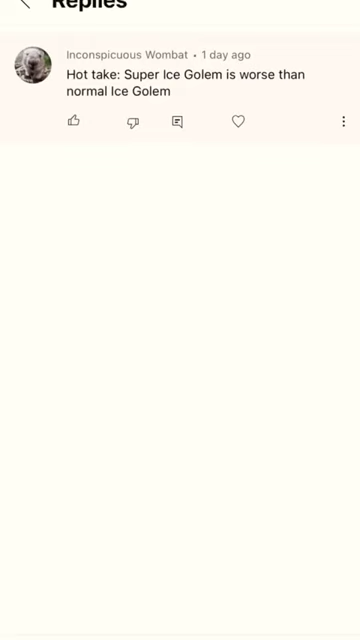 Replies
Inconspicuous Wombat • 1 day ago
Hot take: Super Ice Golem is worse than
normal Ice Golem